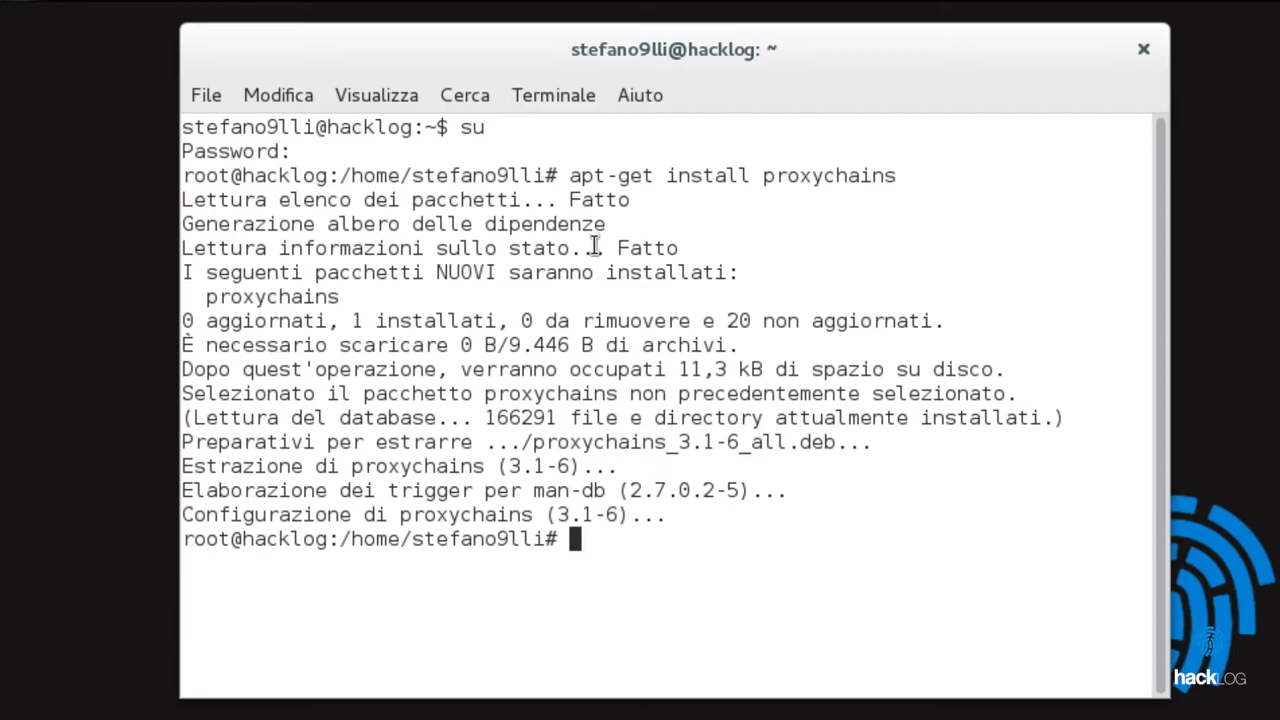 stefano9lli@hacklog: ~
File Modifica Visualizza Cerca Terminale Aiuto
stefano9lli@hacklog:~$ su
Password:
root@hacklog:/home/stefano9lli# apt-get install proxychains
Lettura elenco dei pacchetti... Fatto
Generazione albero delle dipendenze
Lettura informazioni sullo stato... Fatto
I seguenti pacchetti NUOVI saranno installati:
proxychains
0 aggiornati, 1 installati, 0 da rimuovere e 20 non aggiornati.
È necessario scaricare 0 B/9.446 B di archivi.
Dopo quest'operazione, verranno occupati 11,3 kB di spazio su disco.
Selezionato il pacchetto proxychains non precedentemente selezionato.
(Lettura del database... 166291 file e directory attualmente installati.)
Preparativi per estrarre .../proxychains_3.1-6_all.deb...
Estrazione di proxychains (3.1-6)...
Elaborazione dei trigger per man-db (2.7.0.2-5)...
Configurazione di proxychains (3.1-6)...
root@hacklog:/home/stefano9lli#
hackLOG